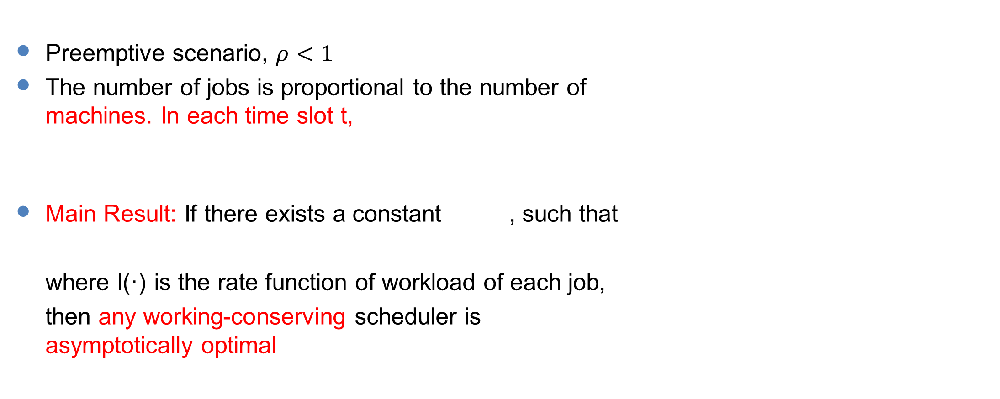 • Preemptive scenario, 𝜌 < 1
• The number of jobs is proportional to the number of
machines. In each time slot t,
• Main Result: If there exists a constant , such that
where I(·) is the rate function of workload of each job,
then any working-conserving scheduler is
asymptotically optimal